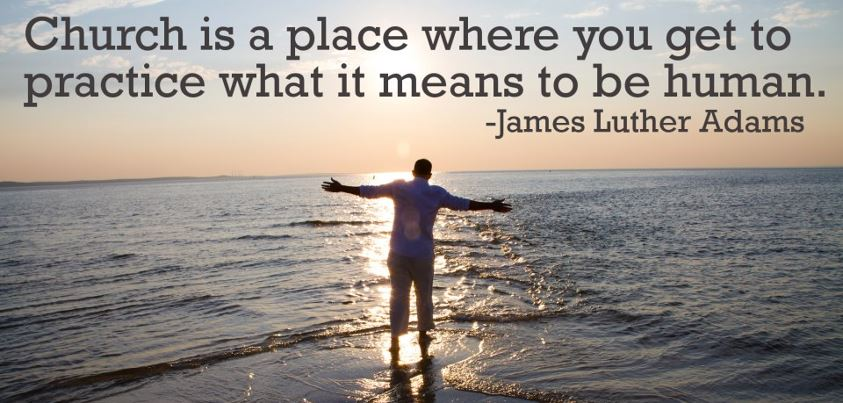 Church is a place where you get to
practice what it means to be human.
-James Luther Adams